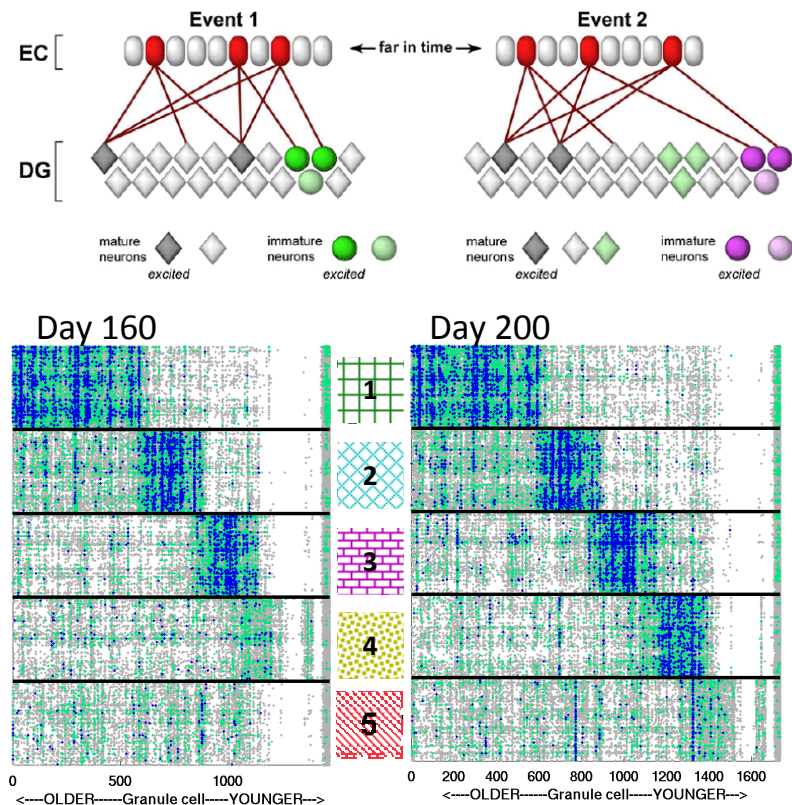 Event 1
Event 2
EC
<-- far in time -->
DG
mature neurons
excited
immature neurons
excited
mature neurons
excited
immature neurons
excited
Day 160
Day 200
1
2
3
4
5
0 500 1000
<----OLDER------Granule cell-----YOUNGER--->
0 200 400 600 800 1000 1200 1400 1600
<----OLDER------Granule cell-----YOUNGER--->